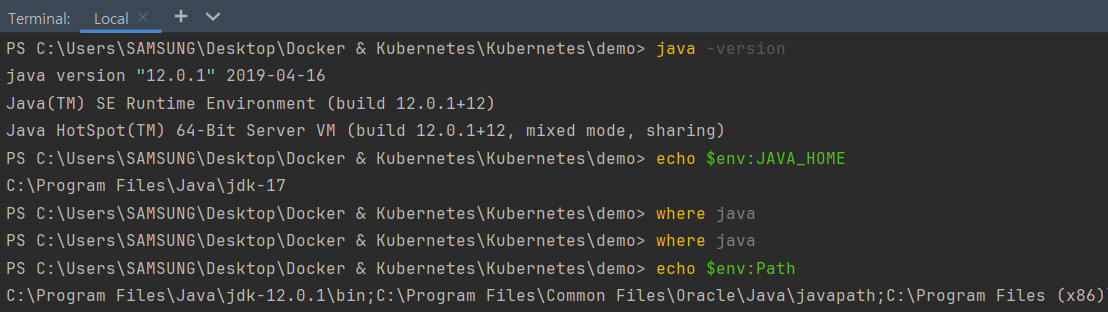 Terminal: Local × + ∨
PS C:\Users\SAMSUNG\Desktop\Docker & Kubernetes\Kubernetes\demo> java -version
java version "12.0.1" 2019-04-16
Java(TM) SE Runtime Environment (build 12.0.1+12)
Java HotSpot(TM) 64-Bit Server VM (build 12.0.1+12, mixed mode, sharing)
PS C:\Users\SAMSUNG\Desktop\Docker & Kubernetes\Kubernetes\demo> echo $env:JAVA_HOME
C:\Program Files\Java\jdk-17
PS C:\Users\SAMSUNG\Desktop\Docker & Kubernetes\Kubernetes\demo> where java
PS C:\Users\SAMSUNG\Desktop\Docker & Kubernetes\Kubernetes\demo> where java
PS C:\Users\SAMSUNG\Desktop\Docker & Kubernetes\Kubernetes\demo> echo $env:Path
C:\Program Files\Java\jdk-12.0.1\bin;C:\Program Files\Common Files\Oracle\Java\javapath;C:\Program Files (x86)\